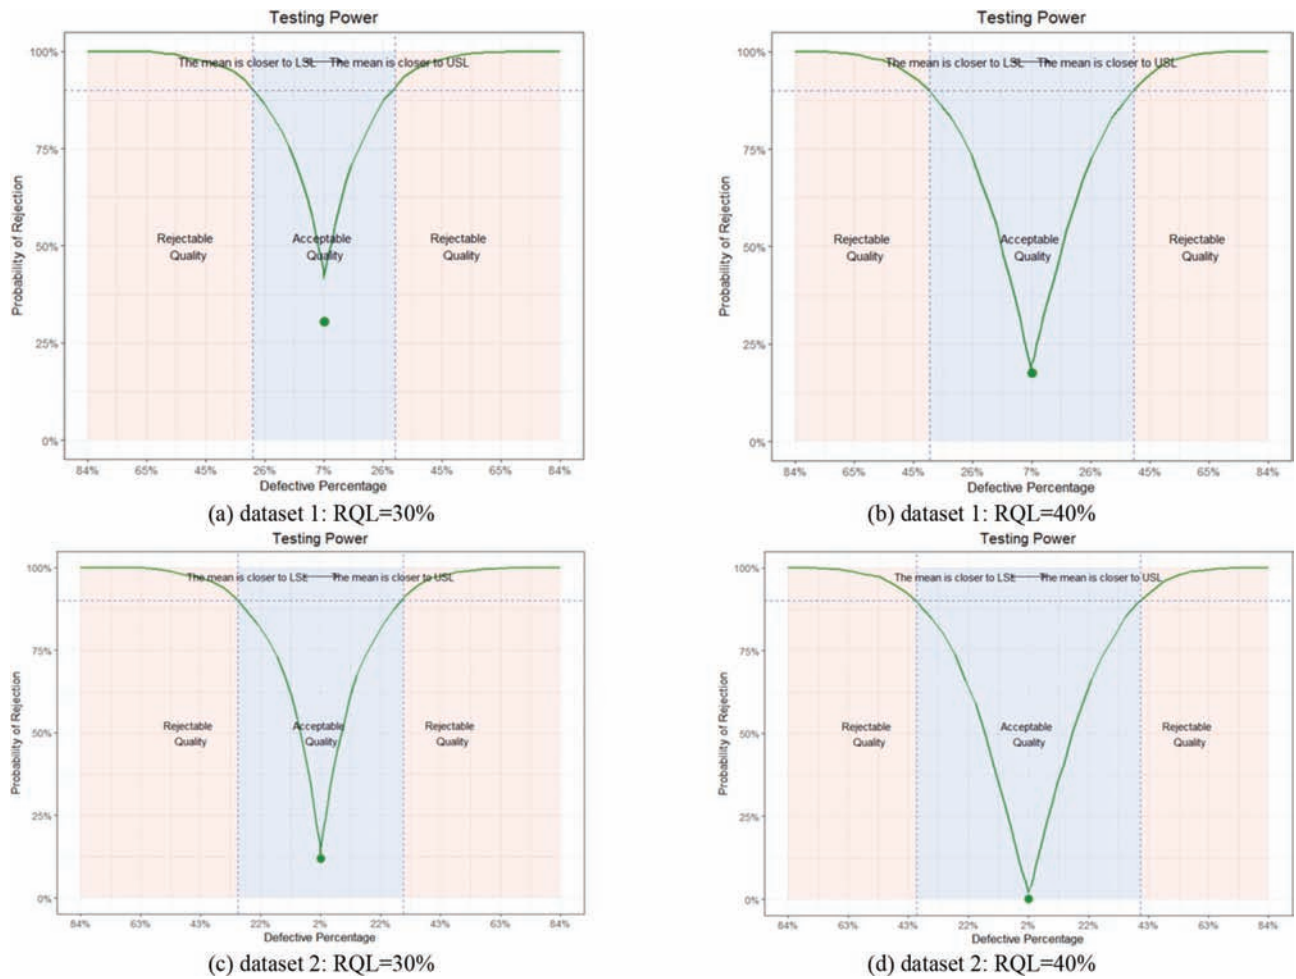 Testing Power
100%
75%
50%
25%
0%
Probability of Rejection
The mean is closer to LSL
The mean is closer to USL
Rejectable
Quality
Acceptable
Quality
Rejectable
Quality
84% 65% 45% 26% 7% 26% 45% 65% 84%
Defective Percentage
(a) dataset 1: RQL=30%
Testing Power
100%
75%
50%
25%
0%
Probability of Rejection
The mean is closer to LSL
The mean is closer to USL
Rejectable
Quality
Acceptable
Quality
Rejectable
Quality
84% 65% 45% 26% 7% 26% 45% 65% 84%
Defective Percentage
(b) dataset 1: RQL=40%
Testing Power
100%
75%
50%
25%
0%
Probability of Rejection
The mean is closer to LSL
The mean is closer to USL
Rejectable
Quality
Acceptable
Quality
Rejectable
Quality
84% 63% 43% 22% 2% 22% 43% 63% 84%
Defective Percentage
(c) dataset 2: RQL=30%
Testing Power
100%
75%
50%
25%
0%
Probability of Rejection
The mean is closer to LSL
The mean is closer to USL
Rejectable
Quality
Acceptable
Quality
Rejectable
Quality
84% 63% 43% 22% 2% 22% 43% 63% 84%
Defective Percentage
(d) dataset 2: RQL=40%